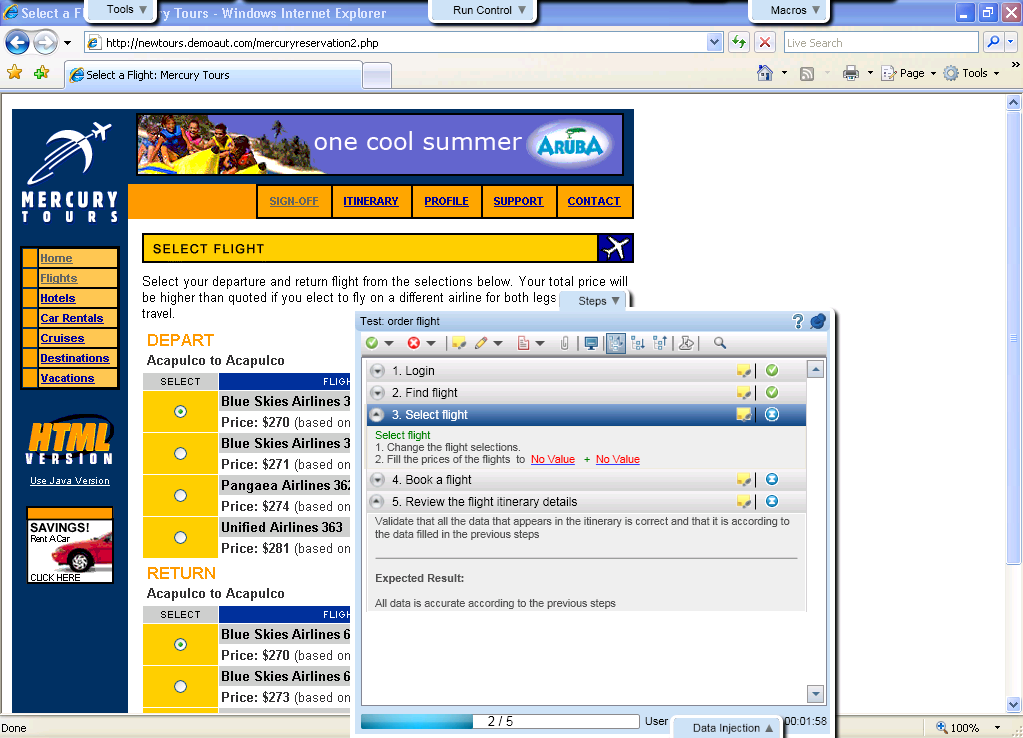 Tools
Run Control
Macros
Select a F Mercury Tours - Windows Internet Explorer
http://newtours.demoaut.com/mercuryreservation2.php
Live Search
Select a Flight: Mercury Tours
Page
Tools
»
one cool summer
ARUBA
MERCURY
TOURS
SIGN-OFF
ITINERARY
PROFILE
SUPPORT
CONTACT
Home
Flights
Hotels
Car Rentals
Cruises
Destinations
Vacations
HTML
VERSION
Use Java Version
SAVINGS!
Rent A Car
CLICK HERE
SELECT FLIGHT
Select your departure and return flight from the selections below. Your total price will
be higher than quoted if you elect to fly on a different airline for both legs
travel.
DEPART
Acapulco to Acapulco
SELECT
FLIGH
Blue Skies Airlines 3
Price: $270 (based on
Blue Skies Airlines 3
Price: $271 (based on
Pangaea Airlines 362
Price: $274 (based on
Unified Airlines 363
Price: $281 (based on
RETURN
Acapulco to Acapulco
SELECT
FLIGH
Blue Skies Airlines 6
Price: $270 (based on
Blue Skies Airlines 6
Price: $273 (based on
Steps
Test: order flight
?
1. Login
2. Find flight
3. Select flight
Select flight
1. Change the flight selections.
2. Fill the prices of the flights to No Value + No Value
4. Book a flight
5. Review the flight itinerary details
Validate that all the data that appears in the itinerary is correct and that it is according to
the data filled in the previous steps
Expected Result:
All data is accurate according to the previous steps
2 / 5
User
Data Injection
00:01:58
Done
100%